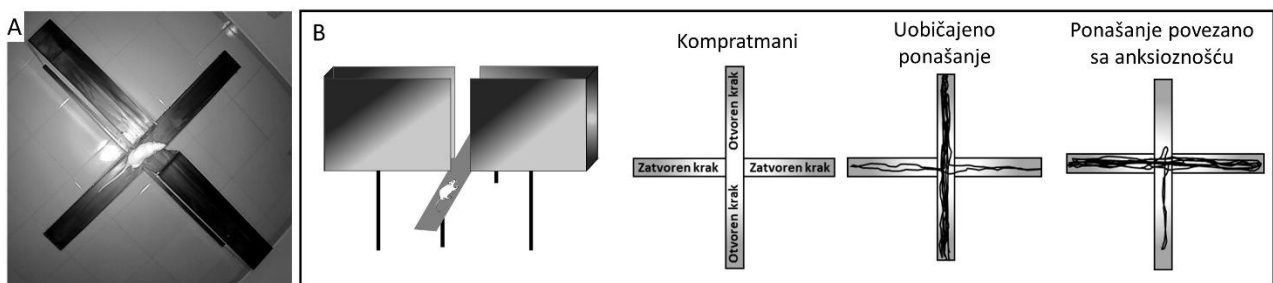 A
B
Kompratmani
Uobičajeno
ponašanje
Ponašanje povezano
sa anksioznošću
Otvoren krak
Zatvoren krak
Zatvoren krak
Otvoren krak